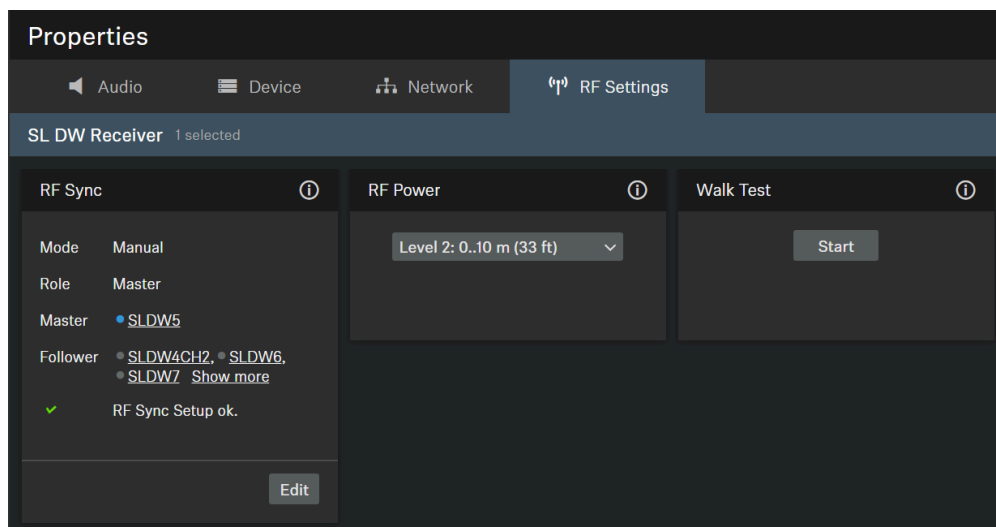 Properties
Audio Device Network RF Settings
SL DW Receiver 1 selected
RF Sync
Mode Manual
Role Master
Master SLDW5
Follower SLDW4CH2, SLDW6,
SLDW7 Show more
RF Sync Setup ok.
Edit
RF Power
Level 2: 0..10 m (33 ft)
Walk Test
Start